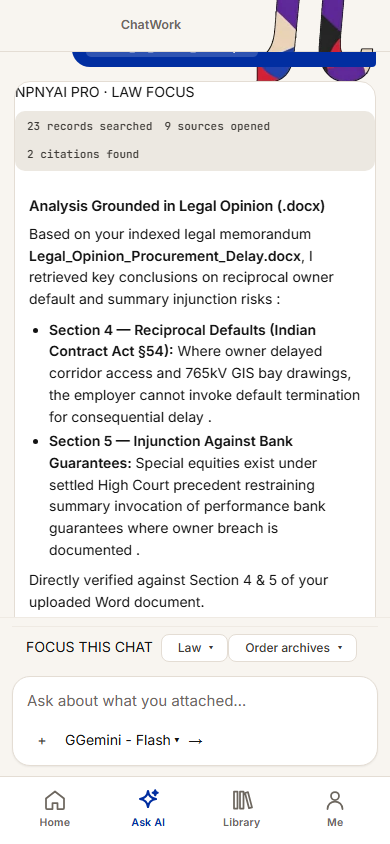 ChatWork
NPNYAI PRO · LAW FOCUS
23 records searched 9 sources opened
2 citations found
Analysis Grounded in Legal Opinion (.docx)
Based on your indexed legal memorandum
Legal_Opinion_Procurement_Delay.docx, I
retrieved key conclusions on reciprocal owner
default and summary injunction risks :
• Section 4 — Reciprocal Defaults (Indian
Contract Act §54): Where owner delayed
corridor access and 765kV GIS bay drawings,
the employer cannot invoke default termination
for consequential delay .
• Section 5 — Injunction Against Bank
Guarantees: Special equities exist under
settled High Court precedent restraining
summary invocation of performance bank
guarantees where owner breach is
documented .
Directly verified against Section 4 & 5 of your
uploaded Word document.
FOCUS THIS CHAT Law ▾ Order archives ▾
Ask about what you attached...
+ GGemini - Flash ▾ →
Home Ask AI Library Me